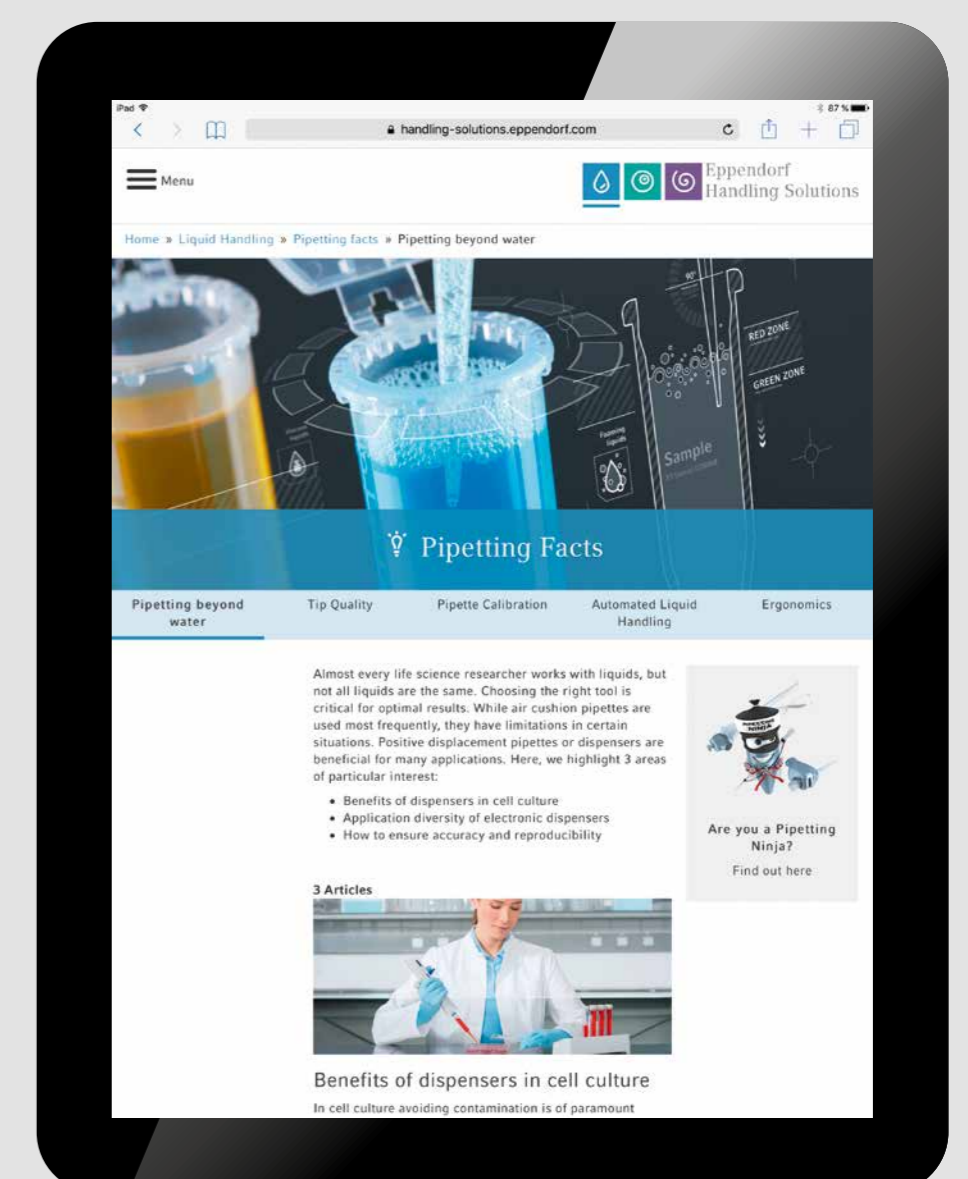 iPad
87 %
handling-solutions.eppendorf.com
Menu
Eppendorf
Handling Solutions
Home » Liquid Handling » Pipetting facts » Pipetting beyond water
90°
RED ZONE
GREEN ZONE
Foaming
liquids
Sample
Pipetting Facts
Pipetting beyond
water
Tip Quality
Pipette Calibration
Automated Liquid
Handling
Ergonomics
Almost every life science researcher works with liquids, but
not all liquids are the same. Choosing the right tool is
critical for optimal results. While air cushion pipettes are
used most frequently, they have limitations in certain
situations. Positive displacement pipettes or dispensers are
beneficial for many applications. Here, we highlight 3 areas
of particular interest:
• Benefits of dispensers in cell culture
• Application diversity of electronic dispensers
• How to ensure accuracy and reproducibility
PIPETTING
NINJA
Are you a Pipetting
Ninja?
Find out here
3 Articles
Benefits of dispensers in cell culture
In cell culture avoiding contamination is of paramount